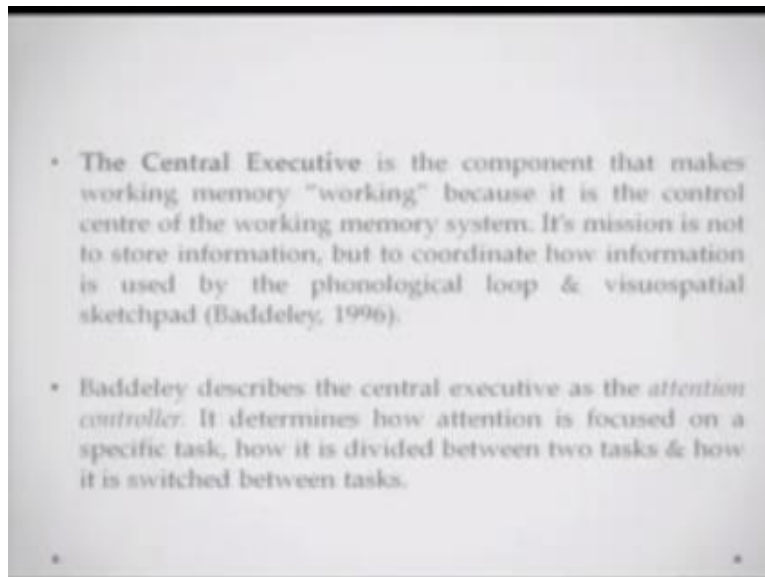 • The Central Executive is the component that makes
working memory "working" because it is the control
centre of the working memory system. It's mission is not
to store information, but to coordinate how information
is used by the phonological loop & visuospatial
sketchpad (Baddeley, 1996).
• Baddeley describes the central executive as the attention
controller. It determines how attention is focused on a
specific task, how it is divided between two tasks & how
it is switched between tasks.